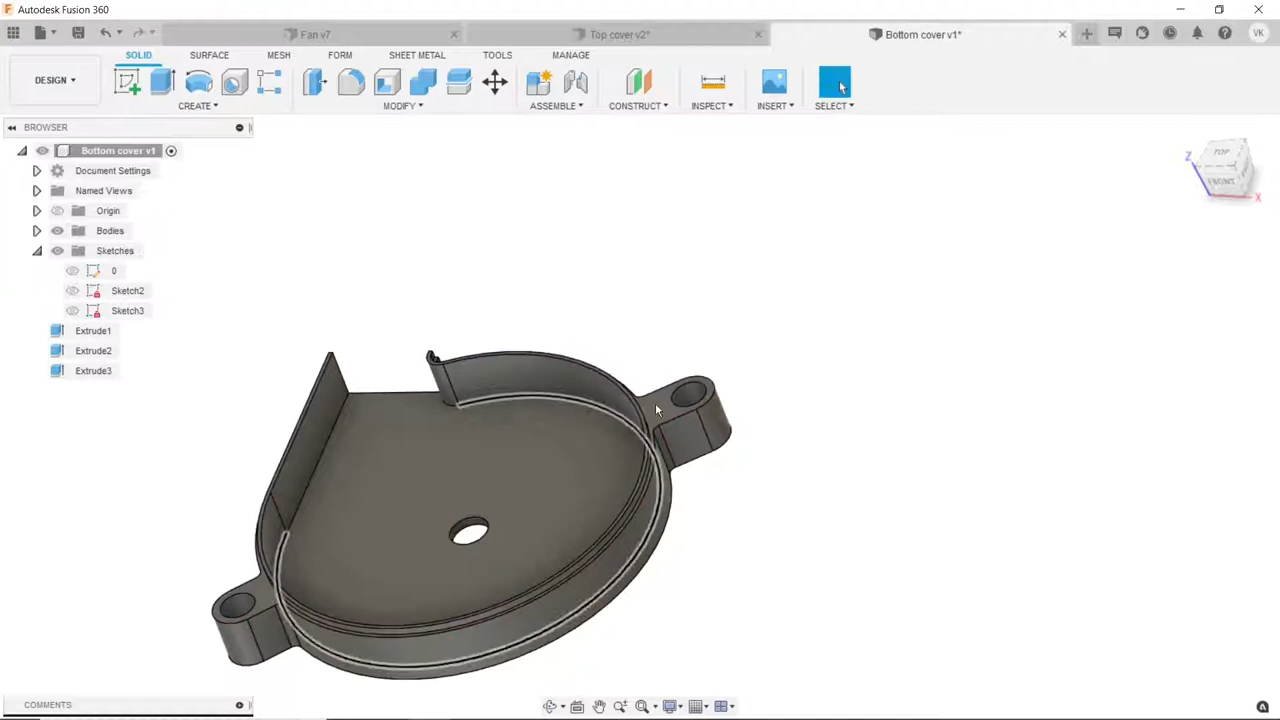 Autodesk Fusion 360
Fan v7
Top cover v2*
Bottom cover v1*
VK
SOLID
SURFACE
MESH
FORM
SHEET METAL
TOOLS
MANAGE
DESIGN
CREATE
MODIFY
ASSEMBLE
CONSTRUCT
INSPECT
INSERT
SELECT
BROWSER
Bottom cover v1
Document Settings
Named Views
Origin
Bodies
Sketches
0
Sketch2
Sketch3
Extrude1
Extrude2
Extrude3
TOP
FRONT
Z
X
COMMENTS